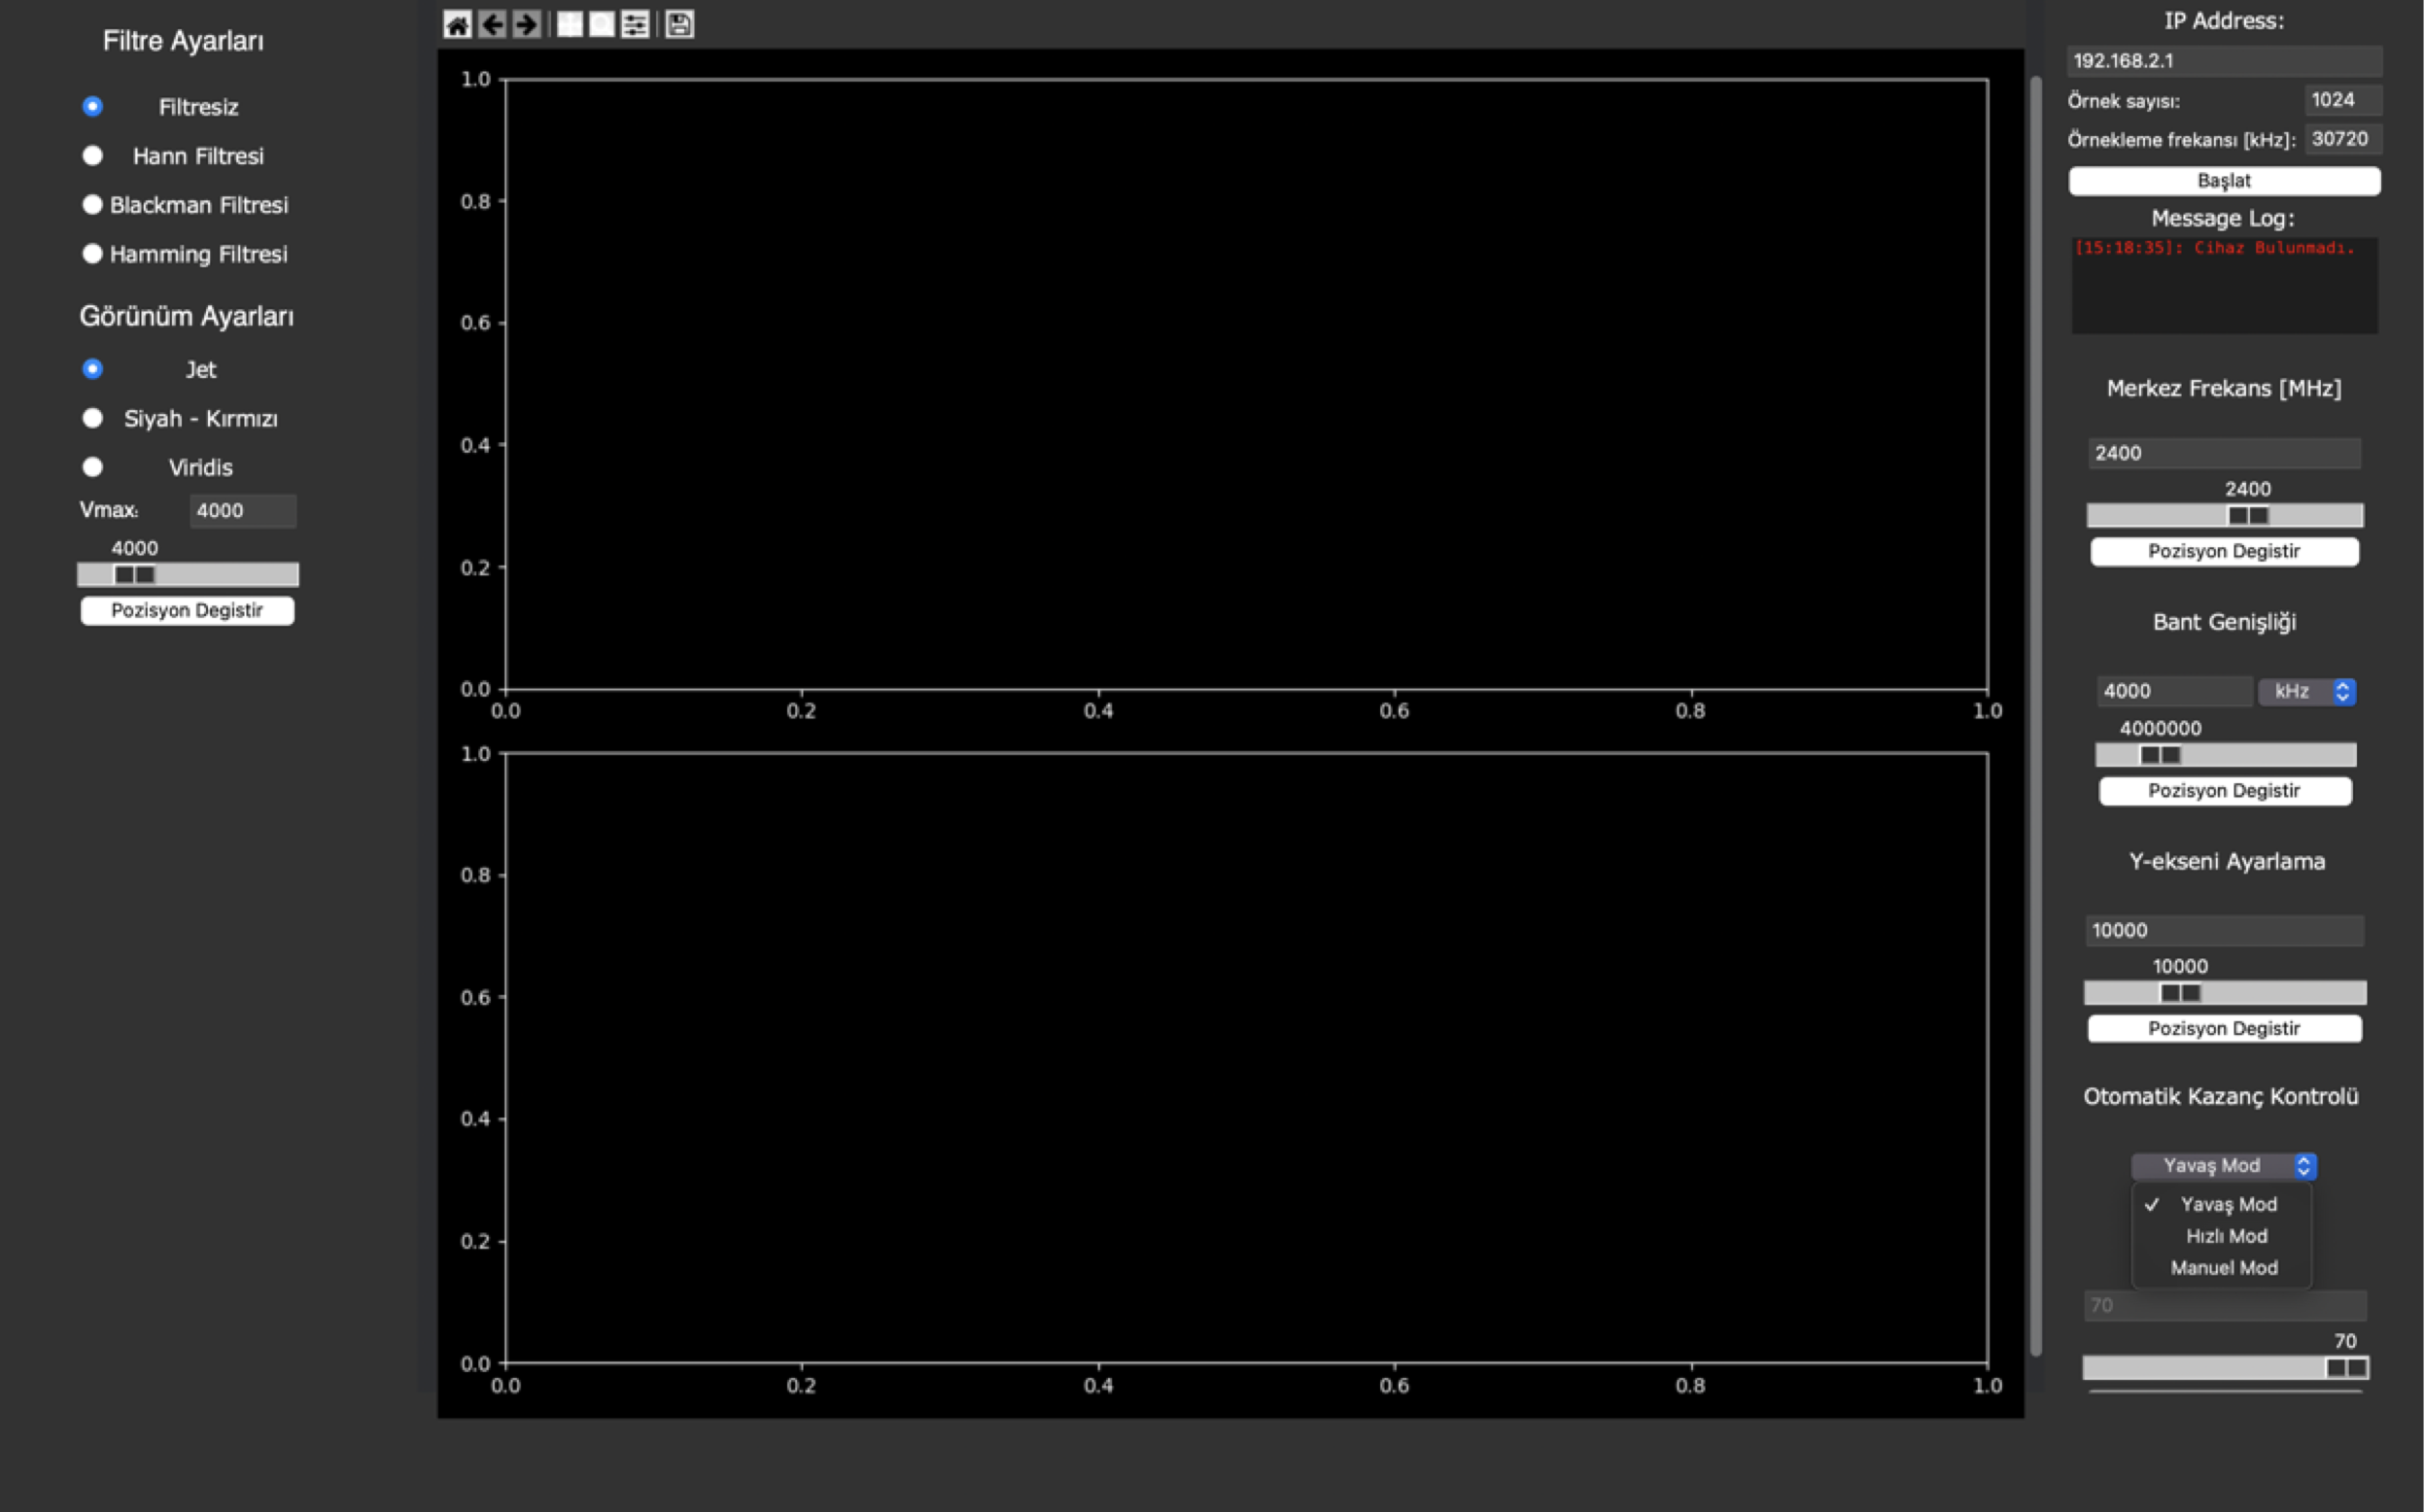 Filtre Ayarları
Filtresiz
Hann Filtresi
Blackman Filtresi
Hamming Filtresi
Görünüm Ayarları
Jet
Siyah - Kırmızı
Viridis
Vmax: 4000
4000
Pozisyon Degistir
1.0
0.8
0.6
0.4
0.2
0.0
0.0 0.2 0.4 0.6 0.8 1.0
1.0
0.8
0.6
0.4
0.2
0.0
0.0 0.2 0.4 0.6 0.8 1.0
IP Address:
192.168.2.1
Örnek sayısı: 1024
Örnekleme frekansı [kHz]: 30720
Başlat
Message Log:
[15:18:35]: Cihaz Bulunmadı.
Merkez Frekans [MHz]
2400
2400
Pozisyon Degistir
Bant Genişliği
4000 kHz
4000000
Pozisyon Degistir
Y-ekseni Ayarlama
10000
10000
Pozisyon Degistir
Otomatik Kazanç Kontrolü
Yavaş Mod
✓ Yavaş Mod
Hızlı Mod
Manuel Mod
70
70